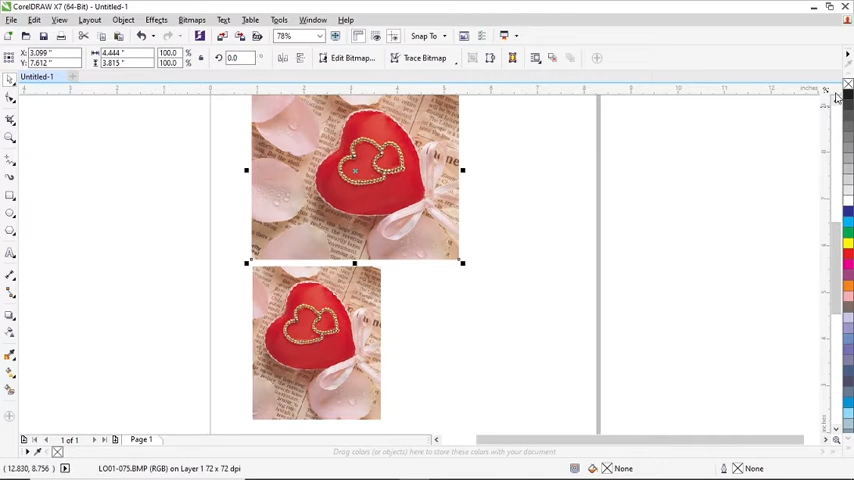 CorelDRAW X7 (64-Bit) - Untitled-1
File Edit View Layout Object Effects Bitmaps Text Table Tools Window Help
78% Snap To
X: 3.099 " 4.444 " 100.0 %
Y: 7.612 " 3.815 " 100.0 %
0.0 Edit Bitmap... Trace Bitmap
Untitled-1
inches
1 of 1 Page 1
Drag colors (or objects) here to store these colors with your document
(12.830, 8.756) LO01-075.BMP (RGB) on Layer 1 72 x 72 dpi None None